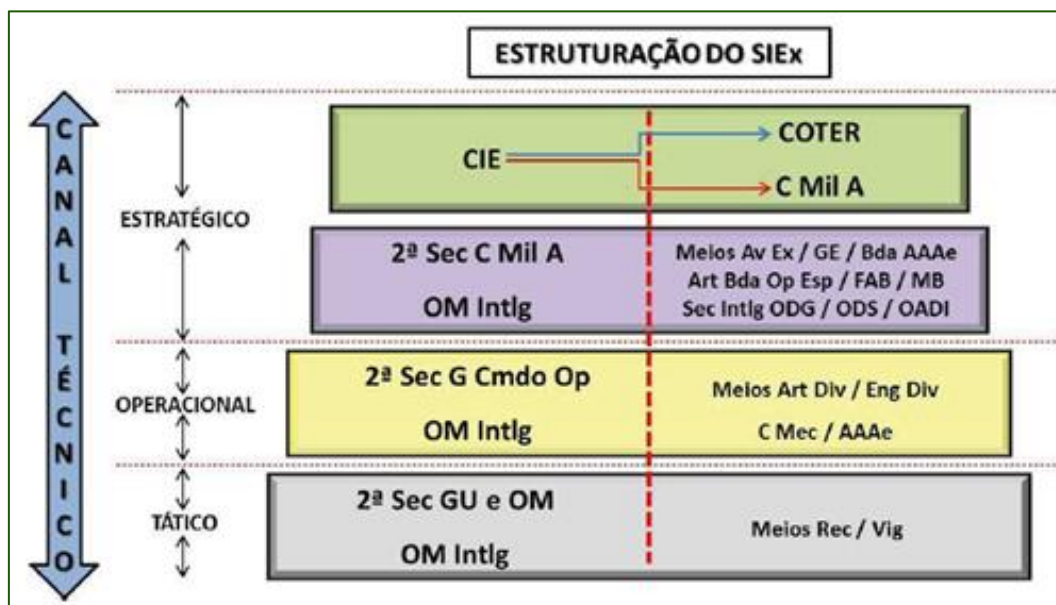 ESTRUTURAÇÃO DO SIEx
CANAL TÉCNICO
ESTRATÉGICO
CIE
COTER
C Mil A
2ª Sec C Mil A
OM Intlg
Meios Av Ex / GE / Bda AAAe
Art Bda Op Esp / FAB / MB
Sec Intlg ODG / ODS / OADI
OPERACIONAL
2ª Sec G Cmdo Op
OM Intlg
Meios Art Div / Eng Div
C Mec / AAAe
TÁTICO
2ª Sec GU e OM
OM Intlg
Meios Rec / Vig